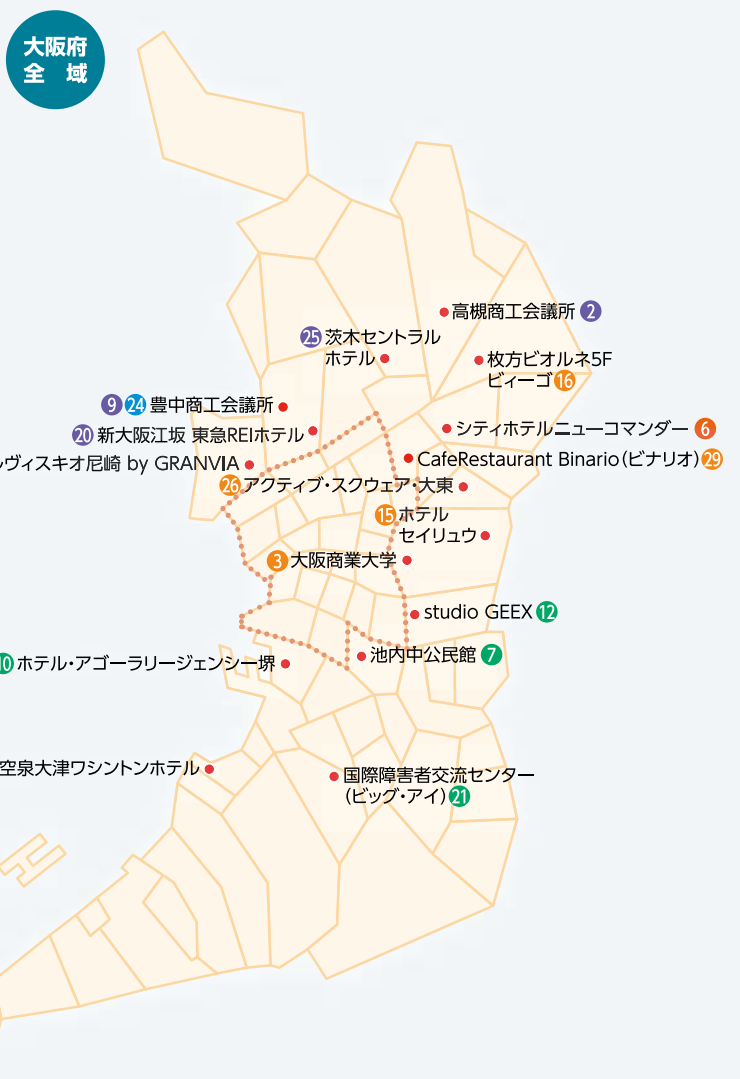 大阪府
全 域
高槻商工会議所 2
25 茨木セントラル
ホテル
枚方ビオルネ5F
ビィーゴ 16
9 24 豊中商工会議所
20 新大阪江坂 東急REIホテル
シティホテルニューコマンダー 6
ヴィスキオ尼崎 by GRANVIA
CafeRestaurant Binario(ビナリオ) 29
26 アクティブ・スクウェア・大東
15 ホテル
セイリュウ
3 大阪商業大学
studio GEEX 12
池内中公民館 7
10 ホテル・アゴーラリージェンシー堺
空泉大津ワシントンホテル
国際障害者交流センター
(ビッグ・アイ) 21